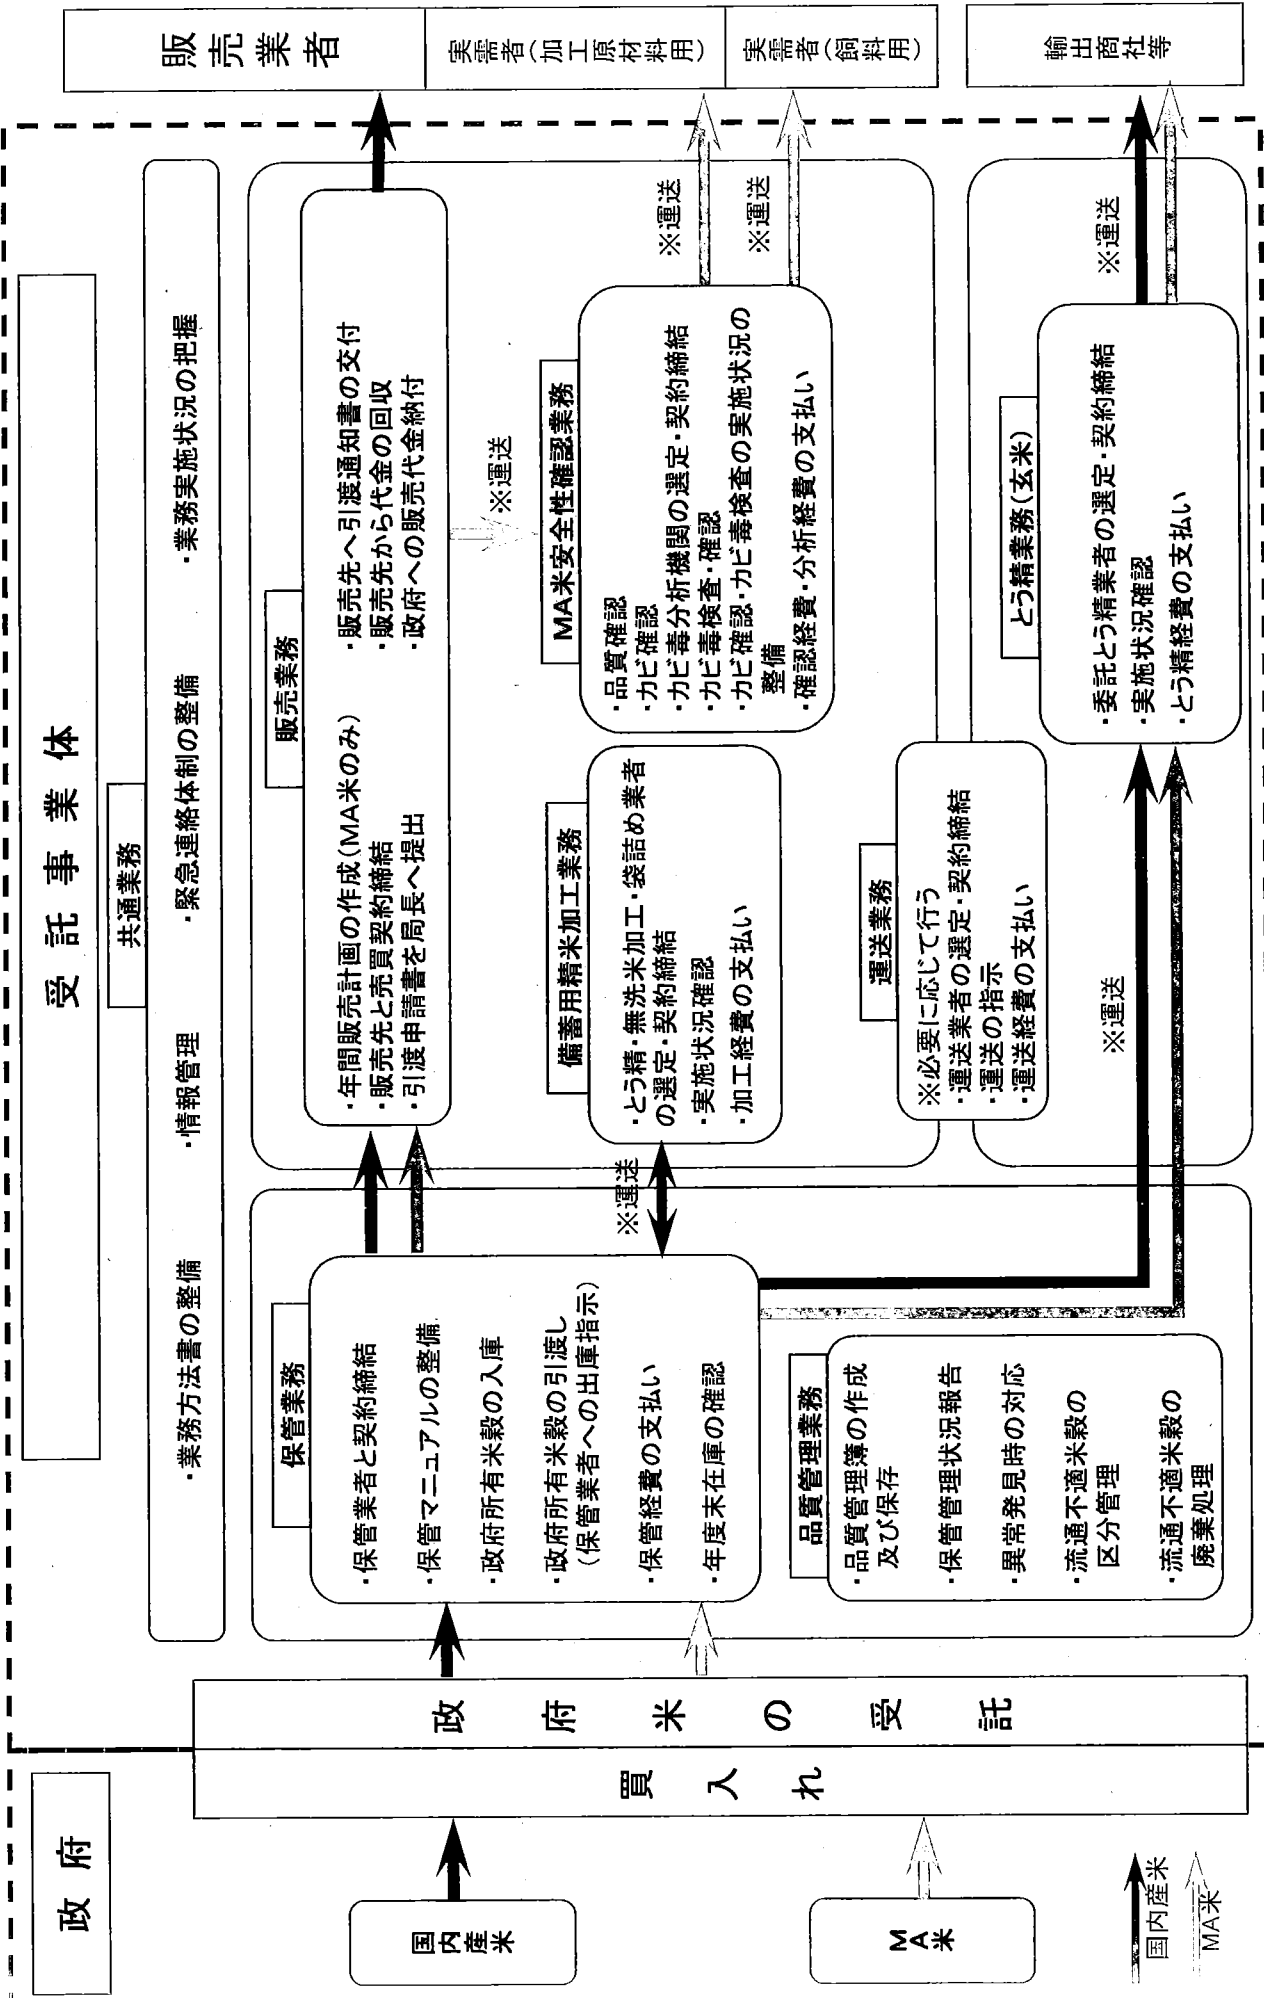 政府
国内産米
MA米
国内産米
MA米
買入れ
政府米の受託
受託事業体
共通業務
・業務方法書の整備
・情報管理
・緊急連絡体制の整備
・業務実施状況の把握
保管業務
・保管業者と契約締結
・保管マニュアルの整備
・政府所有米穀の入庫
・政府所有米穀の引渡し
(保管業者への出庫指示)
・保管経費の支払い
・年度末在庫の確認
品質管理業務
・品質管理簿の作成
及び保存
・保管管理状況報告
・異常発見時の対応
・流通不適米穀の
区分管理
・流通不適米穀の
廃棄処理
販売業務
・年間販売計画の作成(MA米のみ)
・販売先と売買契約締結
・引渡申請書を局長へ提出
・販売先へ引渡通知書の交付
・販売先から代金の回収
・政府への販売代金納付
※運送
備蓄用精米加工業務
・とう精・無洗米加工・袋詰め業者
の選定・契約締結
・実施状況確認
・加工経費の支払い
※運送
MA米安全性確認業務
・品質確認
・カビ確認
・カビ毒分析機関の選定・契約締結
・カビ毒検査・確認
・カビ確認・カビ毒検査の実施状況の
整備
・確認経費・分析経費の支払い
※運送
※運送
運送業務
※必要に応じて行う
・運送業者の選定・契約締結
・運送の指示
・運送経費の支払い
※運送
とう精業務(玄米)
・委託とう精業者の選定・契約締結
・実施状況確認
・とう精経費の支払い
※運送
販売業者
実需者(加工原材料用)
実需者(飼料用)
輸出商社等